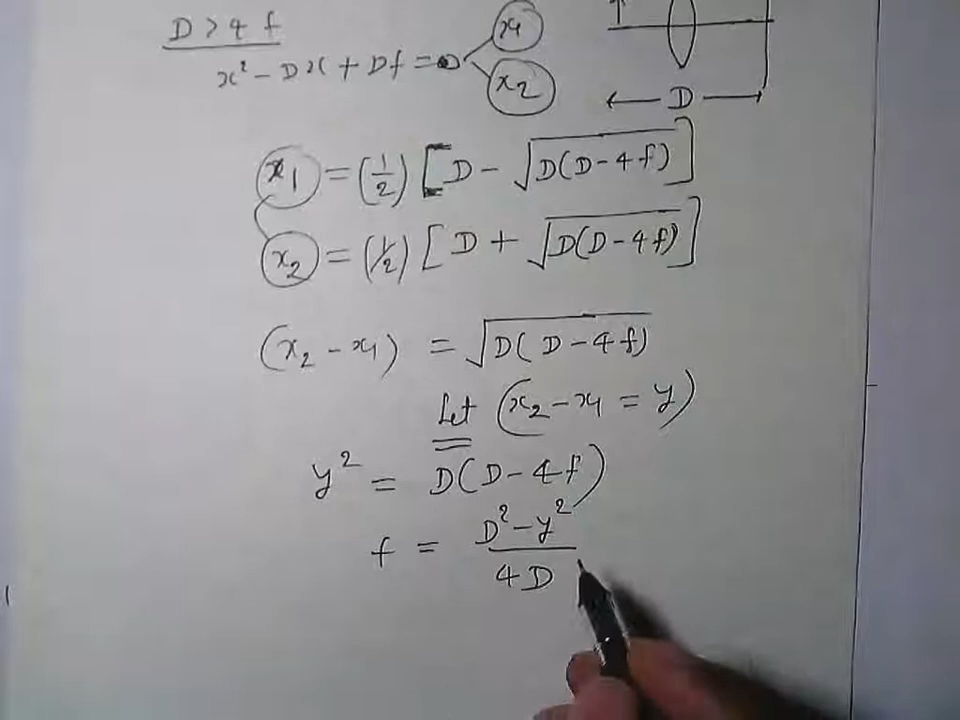 D > 4 f
x² - Dx + Df = 0
x1
x2
D
x1 = (1/2) [D - √D(D - 4f)]
x2 = (1/2) [D + √D(D - 4f)]
(x2 - x1) = √D(D - 4f)
Let (x2 - x1 = y)
y² = D(D - 4f)
f = D² - y² / 4D